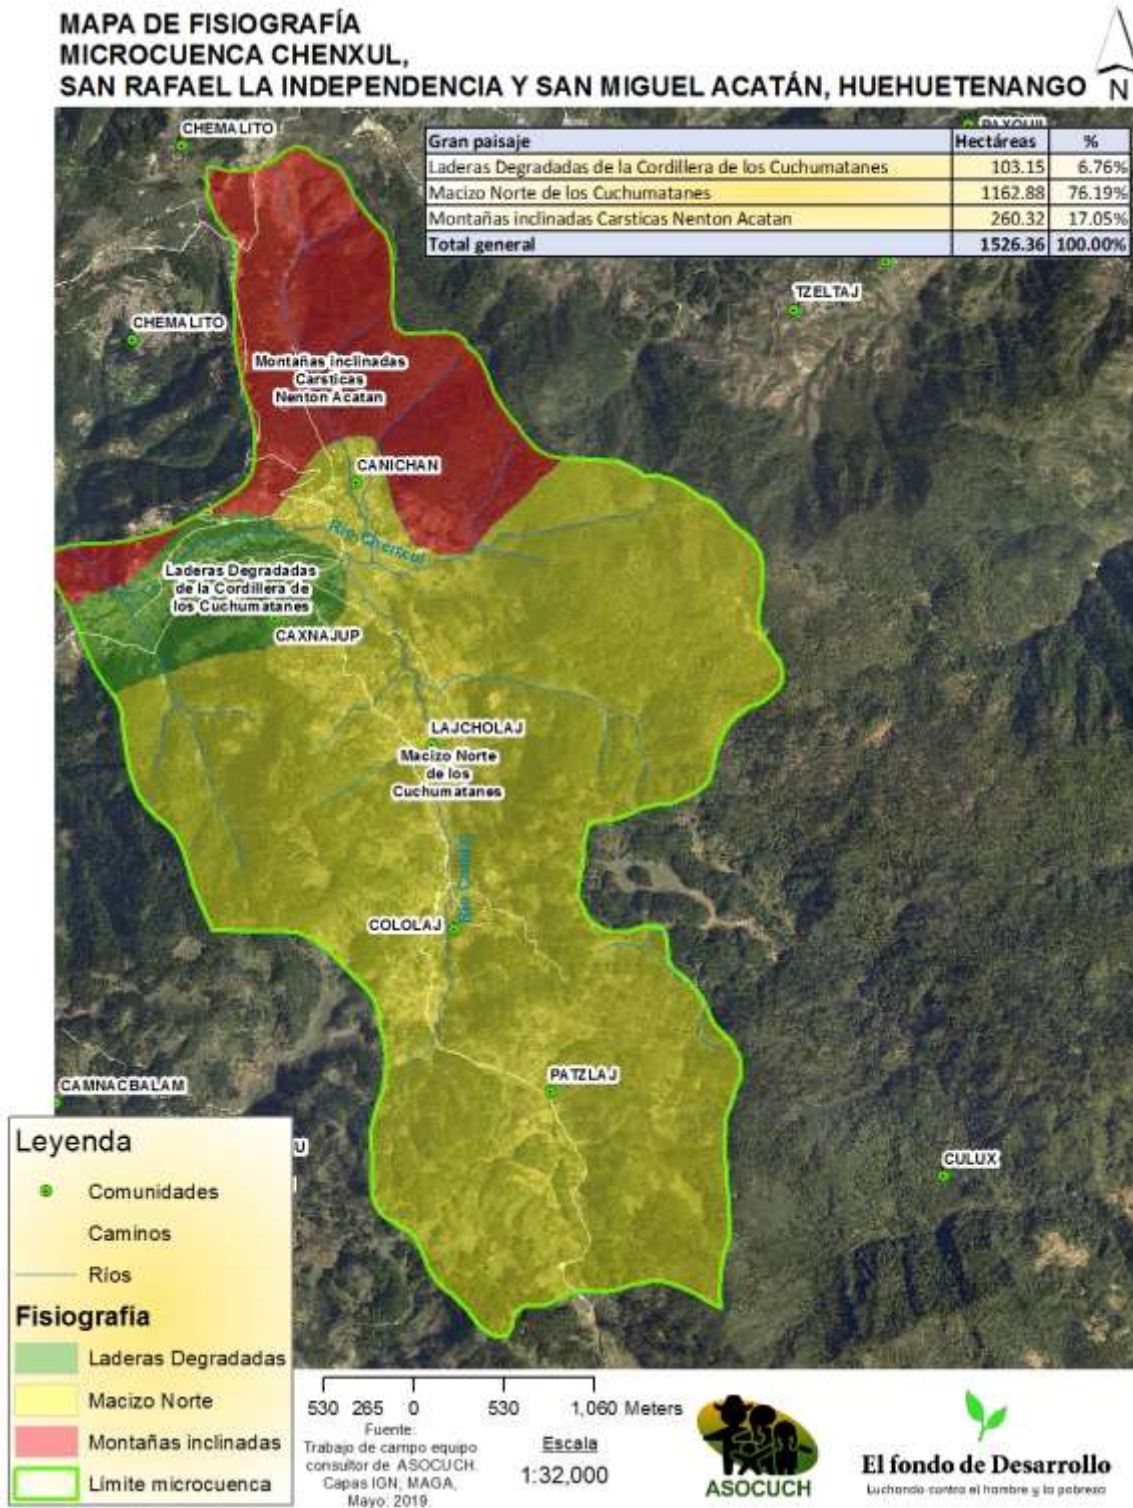 MAPA DE FISIOGRAFÍA
MICROCUENCA CHENXUL,
SAN RAFAEL LA INDEPENDENCIA Y SAN MIGUEL ACATÁN, HUEHUETENANGO
N
CHEMALITO
Gran paisaje Hectáreas %
Laderas Degradadas de la Cordillera de los Cuchumatanes 103.15 6.76%
Macizo Norte de los Cuchumatanes 1162.88 76.19%
Montañas inclinadas Carsticas Nenton Acatan 260.32 17.05%
Total general 1526.36 100.00%
TZELTAJ
CHEMALITO
Montañas inclinadas
Carsticas
Nenton Acatan
CANICHAN
Río Chenxul
Laderas Degradadas
de la Cordillera de
los Cuchumatanes
CAXNAJUP
LAJCHOLAJ
Macizo Norte
de los
Cuchumatanes
COLOLAJ
PATZLAJ
CAMNACBALAM
U
CULUX
Leyenda
Comunidades
Caminos
Ríos
Fisiografía
Laderas Degradadas
Macizo Norte
Montañas inclinadas
Límite microcuenca
530 265 0 530 1,060 Meters
Fuente:
Trabajo de campo equipo
consultor de ASOCUCH.
Capas IGN, MAGA,
Mayo: 2019.
Escala
1:32,000
ASOCUCH
El fondo de Desarrollo
Luchando contra el hambre y la pobreza